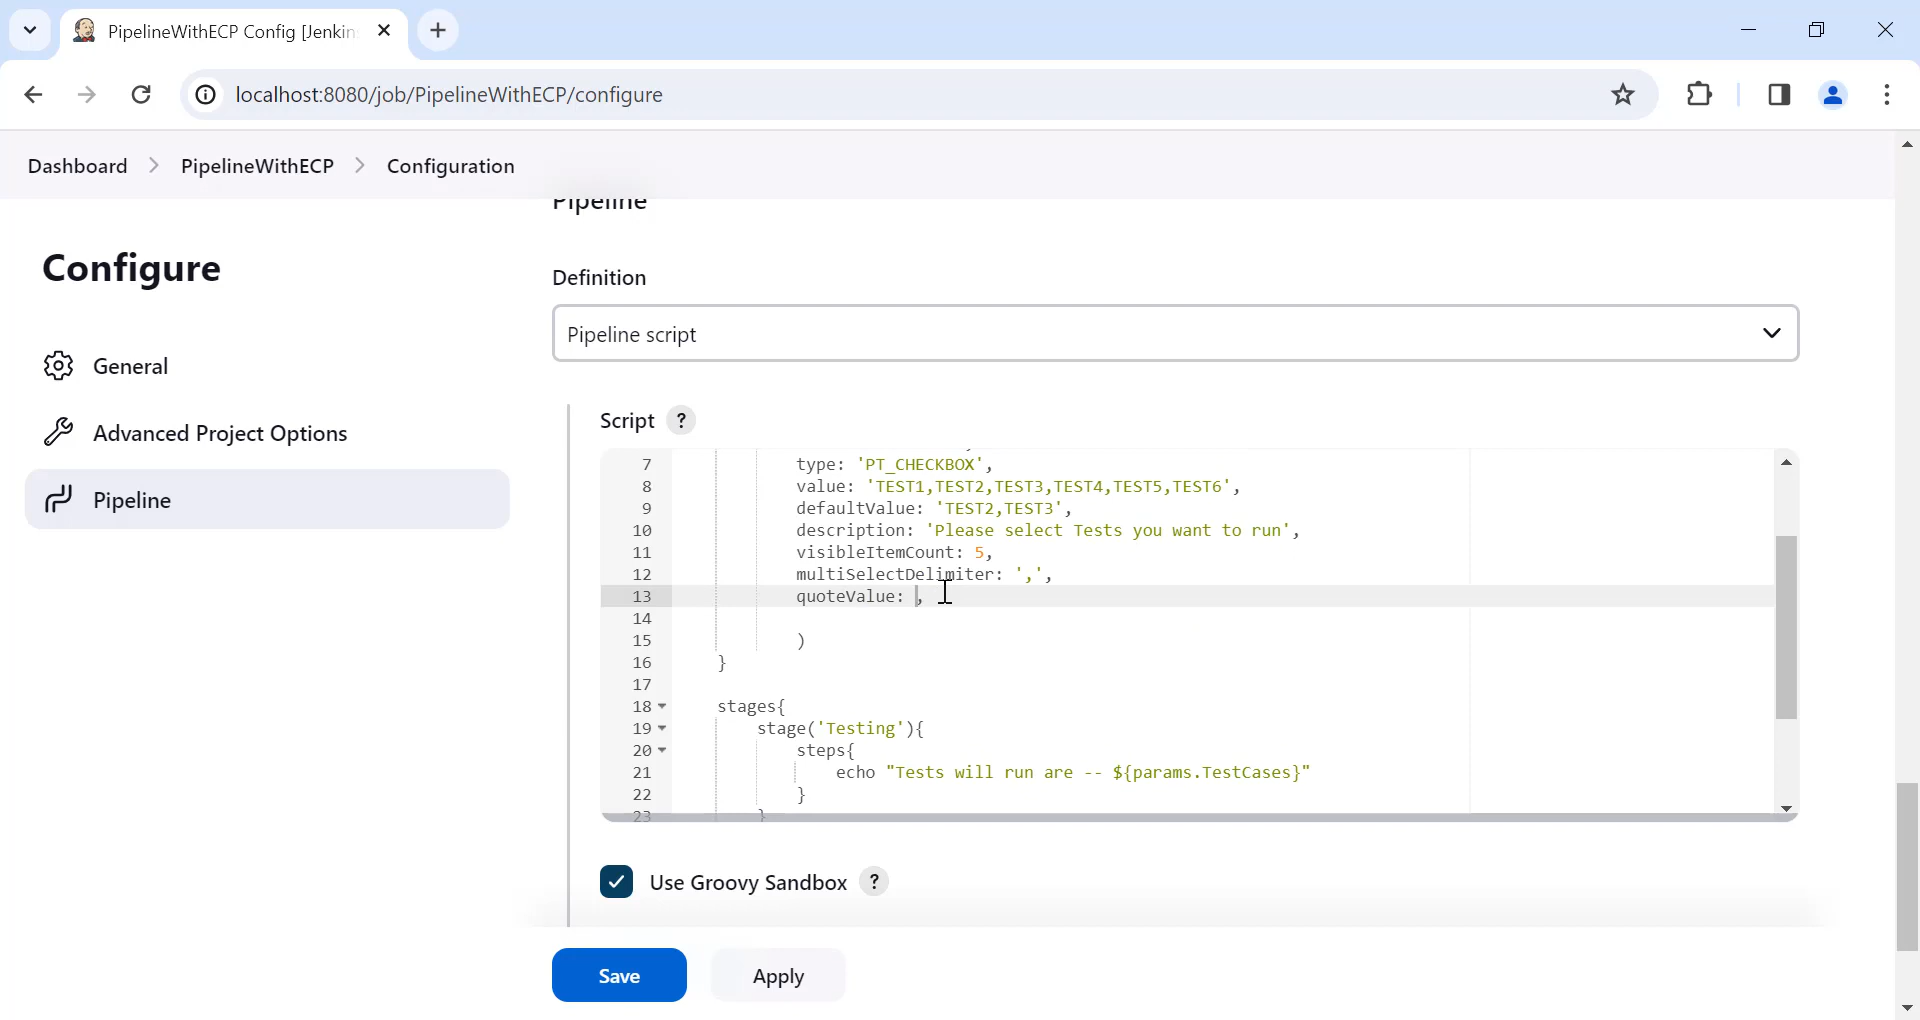 PipelineWithECP Config [Jenkin
localhost:8080/job/PipelineWithECP/configure
Dashboard > PipelineWithECP > Configuration
Pipeline
Configure
General
Advanced Project Options
Pipeline
Definition
Pipeline script
Script ?
7 type: 'PT_CHECKBOX',
8 value: 'TEST1,TEST2,TEST3,TEST4,TEST5,TEST6',
9 defaultValue: 'TEST2,TEST3',
10 description: 'Please select Tests you want to run',
11 visibleItemCount: 5,
12 multiSelectDelimiter: ',',
13 quoteValue: ,
14
15 )
16 }
17
18 stages{
19 stage('Testing'){
20 steps{
21 echo "Tests will run are -- ${params.TestCases}"
22 }
23 }
Use Groovy Sandbox ?
Save
Apply